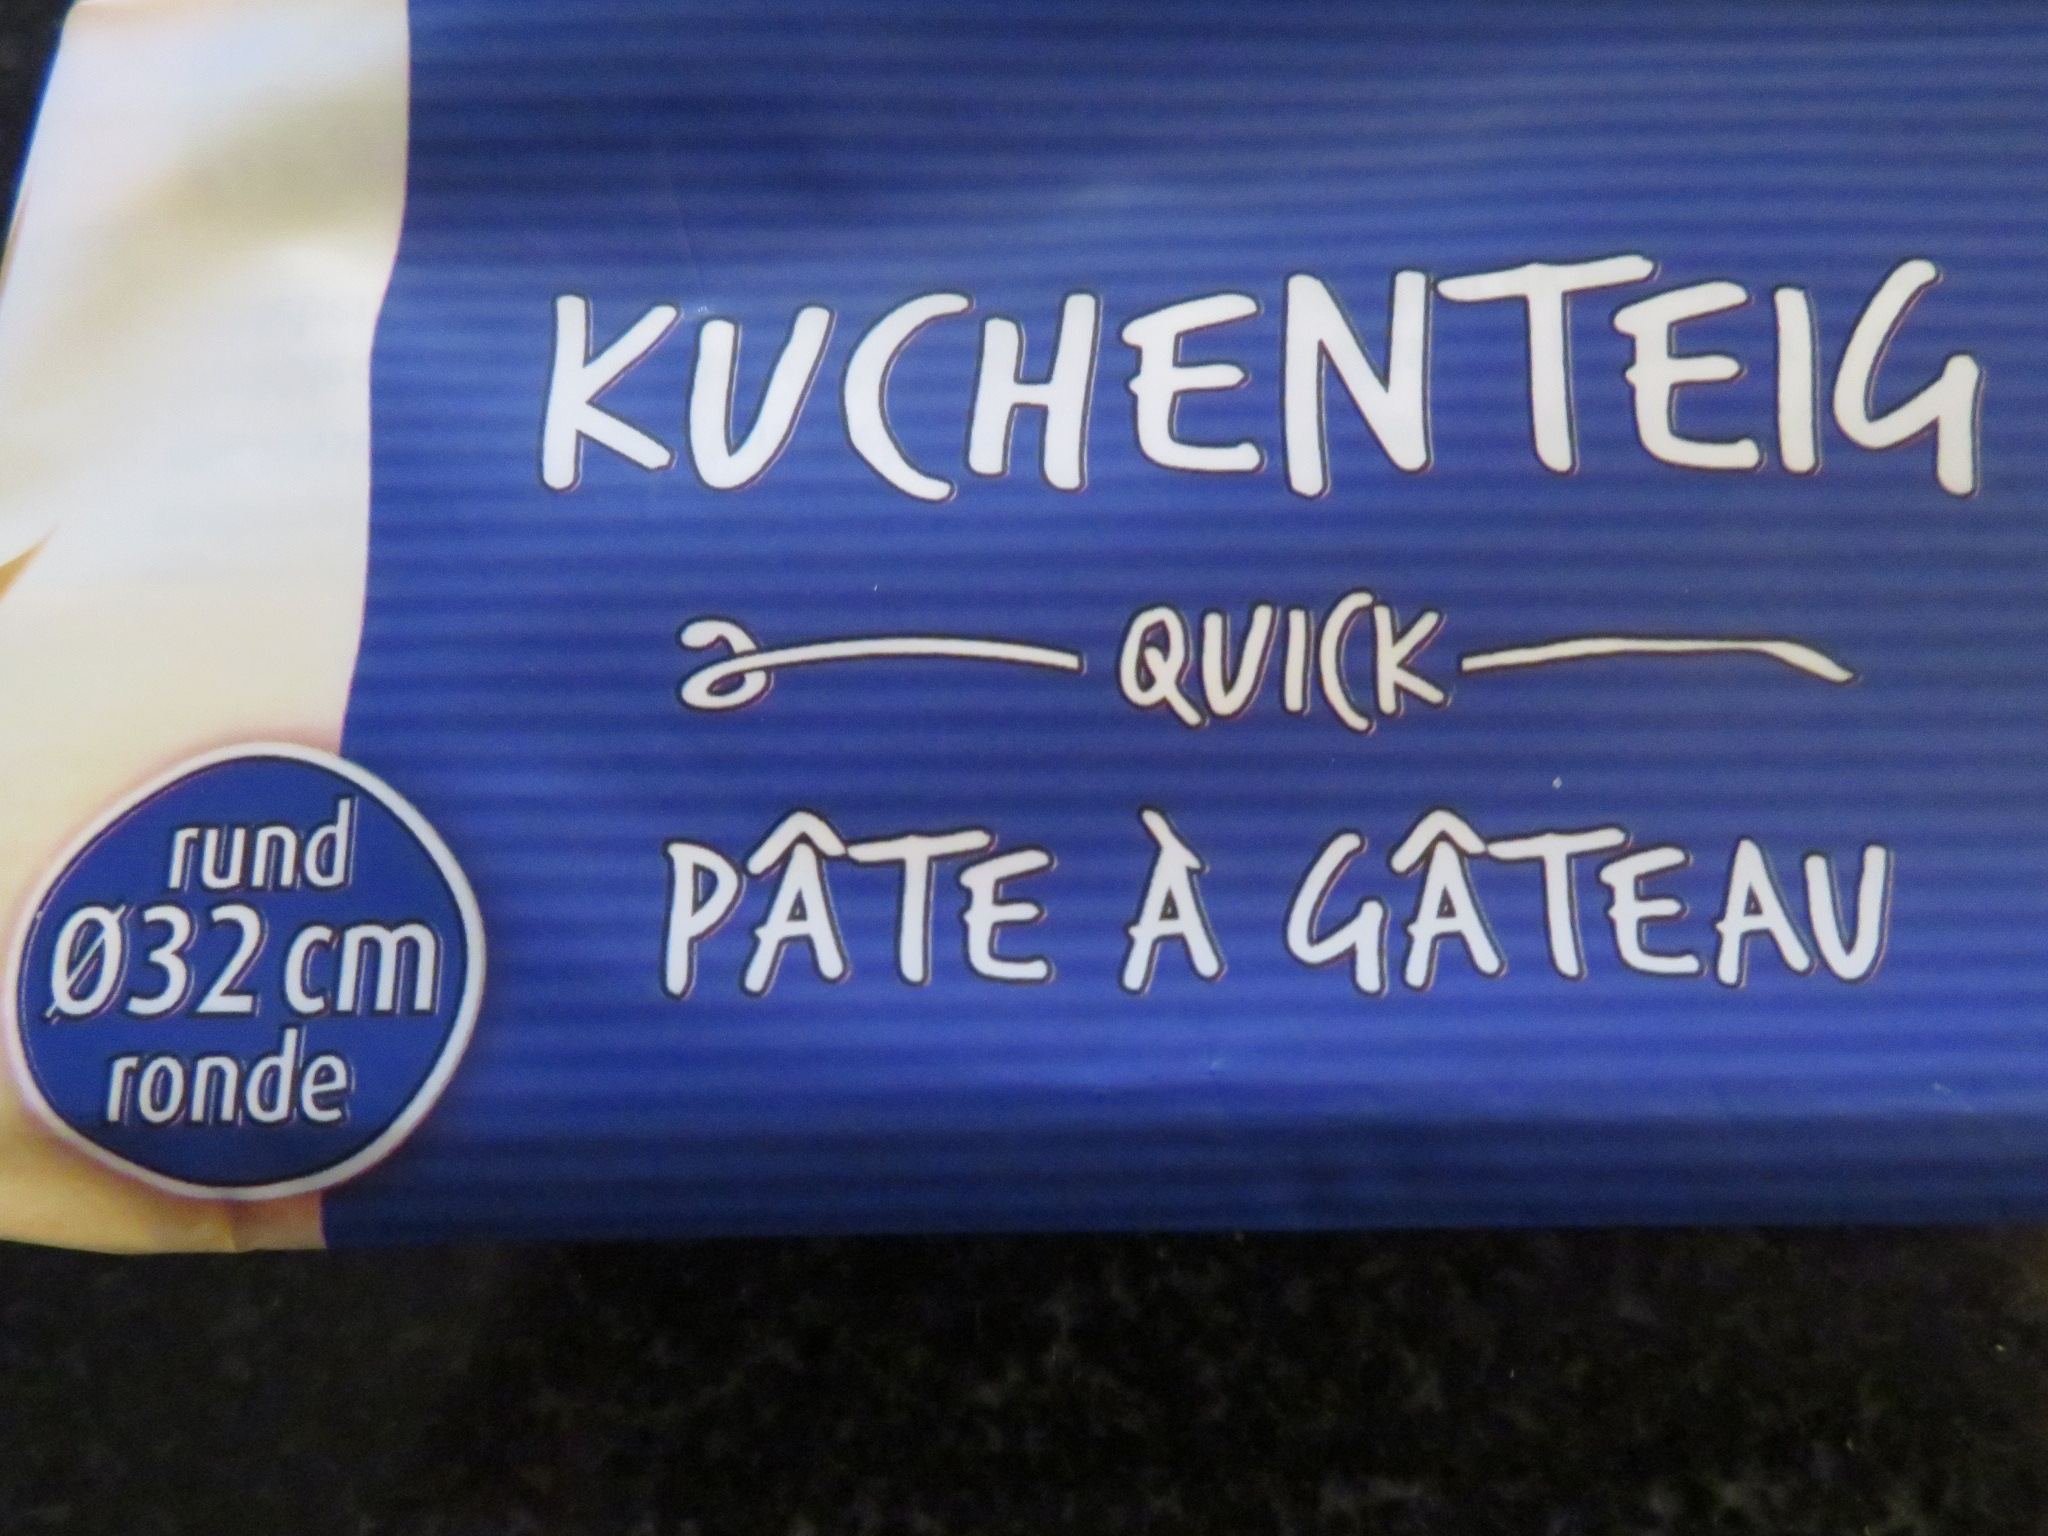 KUCHENTEIG
QUICK
PÂTE À GÂTEAU
rund
Ø32 cm
ronde